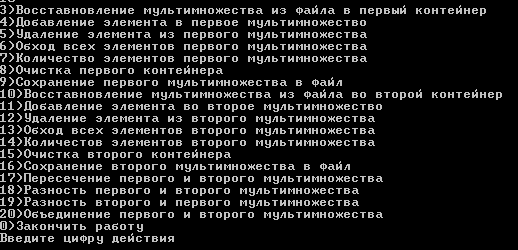 3)Восстановление мультимножества из файла в первый контейнер
4)Добавление элемента в первое мультимножество
5)Удаление элемента из первого мультимножества
6)Обход всех элементов первого мультимножества
7)Количество элементов первого мультимножества
8)Очистка первого контейнера
9)Сохранение первого мультимножества в файл
10)Восстановление мультимножества из файла во второй контейнер
11)Добавление элемента во второе мультимножество
12)Удаление элемента из второго мультимножества
13)Обход всех элементов второго мультимножества
14)Количестов элементов второго мультимножества
15)Очистка второго контейнера
16)Сохранение второго мультимножества в файл
17)Пересечение первого и второго мультимножества
18)Разность первого и второго мультимножества
19)Разность второго и первого мультимножества
20)Объединение первого и второго мультимножества
0)Закончить работу
Введите цифру действия